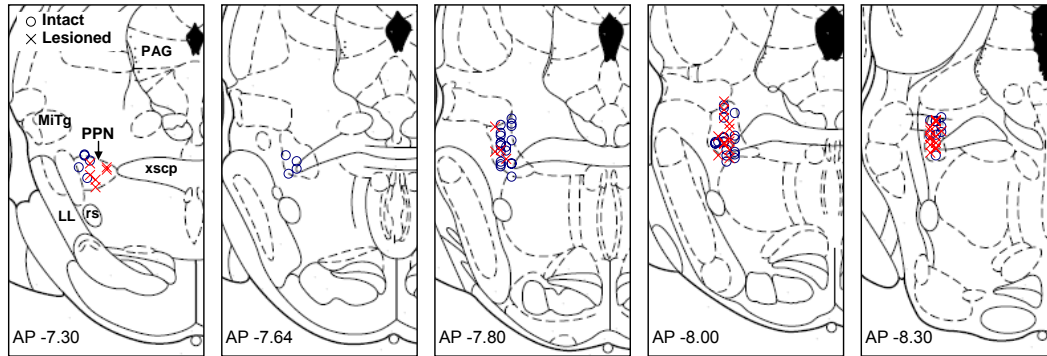 ○ Intact
× Lesioned
PAG
MiTg
PPN
xscp
LL
rs
AP -7.30
AP -7.64
AP -7.80
AP -8.00
AP -8.30